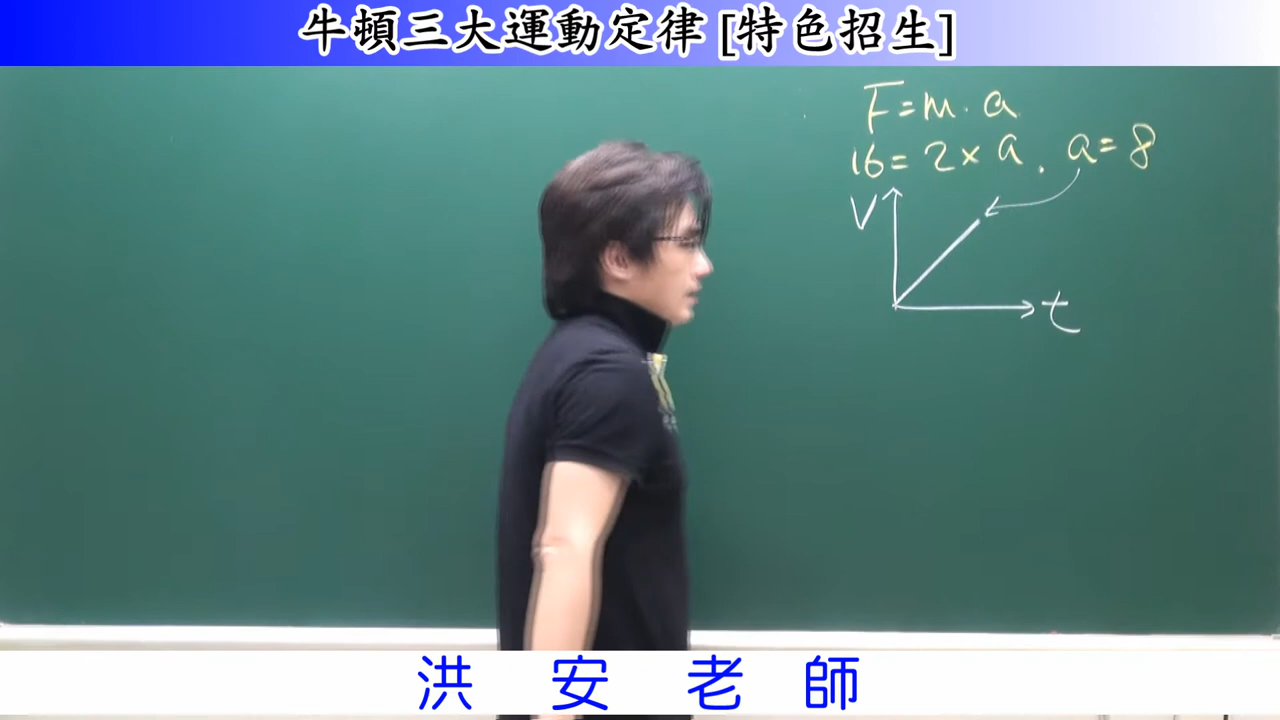 牛頓三大運動定律 [特色招生]
F = m · a
16 = 2 × a . a = 8
V
t
洪安老師